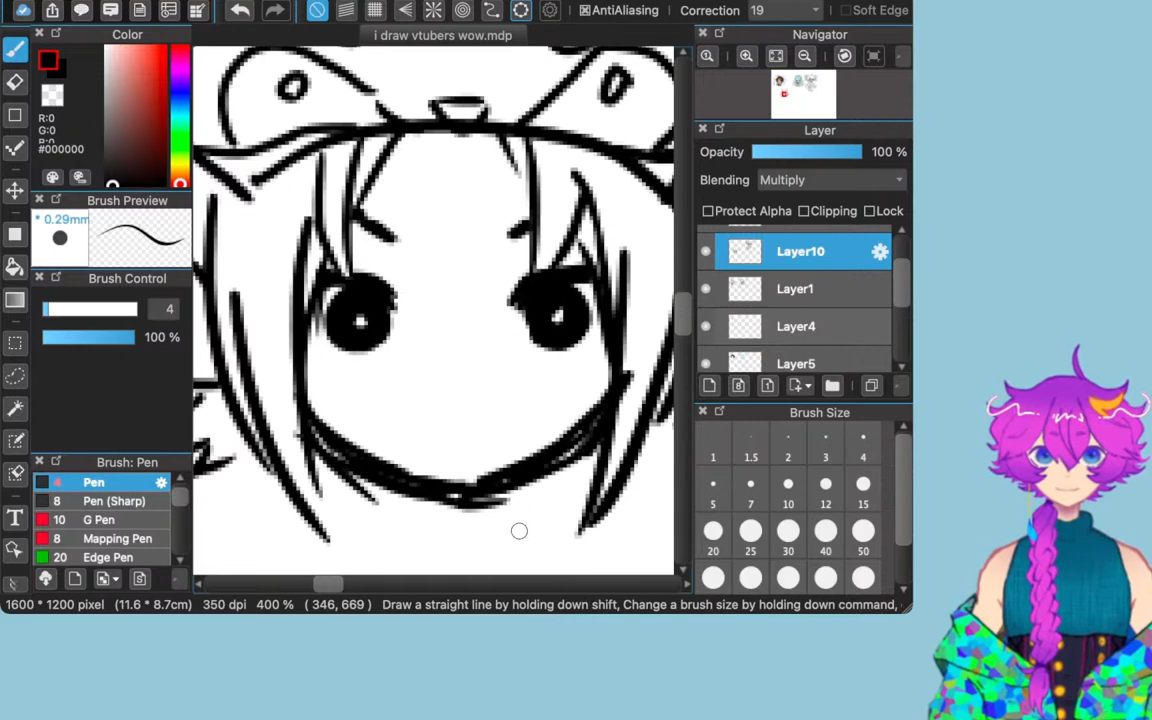 AntiAliasing Correction 19 Soft Edge
i draw vtubers wow.mdp
Color
R:0
G:0
B:0
#000000
Brush Preview
* 0.29mm
Brush Control
4
100 %
Brush: Pen
4 Pen
8 Pen (Sharp)
10 G Pen
8 Mapping Pen
20 Edge Pen
Navigator
Layer
Opacity 100 %
Blending Multiply
Protect Alpha Clipping Lock
Layer10
Layer1
Layer4
Layer5
Brush Size
1 1.5 2 3 4
5 7 10 12 15
20 25 30 40 50
1600 * 1200 pixel (11.6 * 8.7cm) 350 dpi 400 % ( 346, 669 ) Draw a straight line by holding down shift, Change a brush size by holding down command,